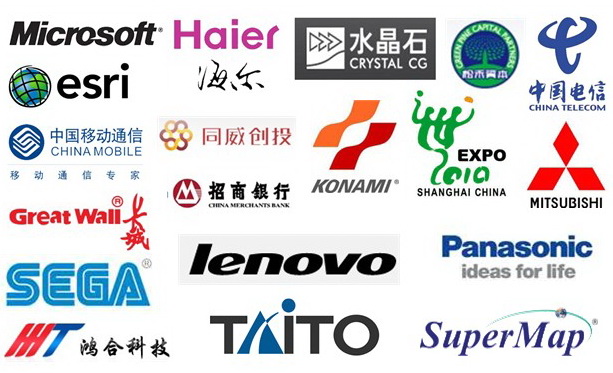 Microsoft®
Haier
海尔
水晶石
CRYSTAL CG
GREEN PINE CAPITAL PARTNERS
松禾资本
中国电信
CHINA TELECOM
esri
中国移动通信
CHINA MOBILE
移动通信专家
同威创投
KONAMI®
EXPO
2010
SHANGHAI CHINA
MITSUBISHI
招商银行
CHINA MERCHANTS BANK
Great Wall®
长城
lenovo
Panasonic
ideas for life
SEGA®
HHT 鸿合科技
TAITO
SuperMap®